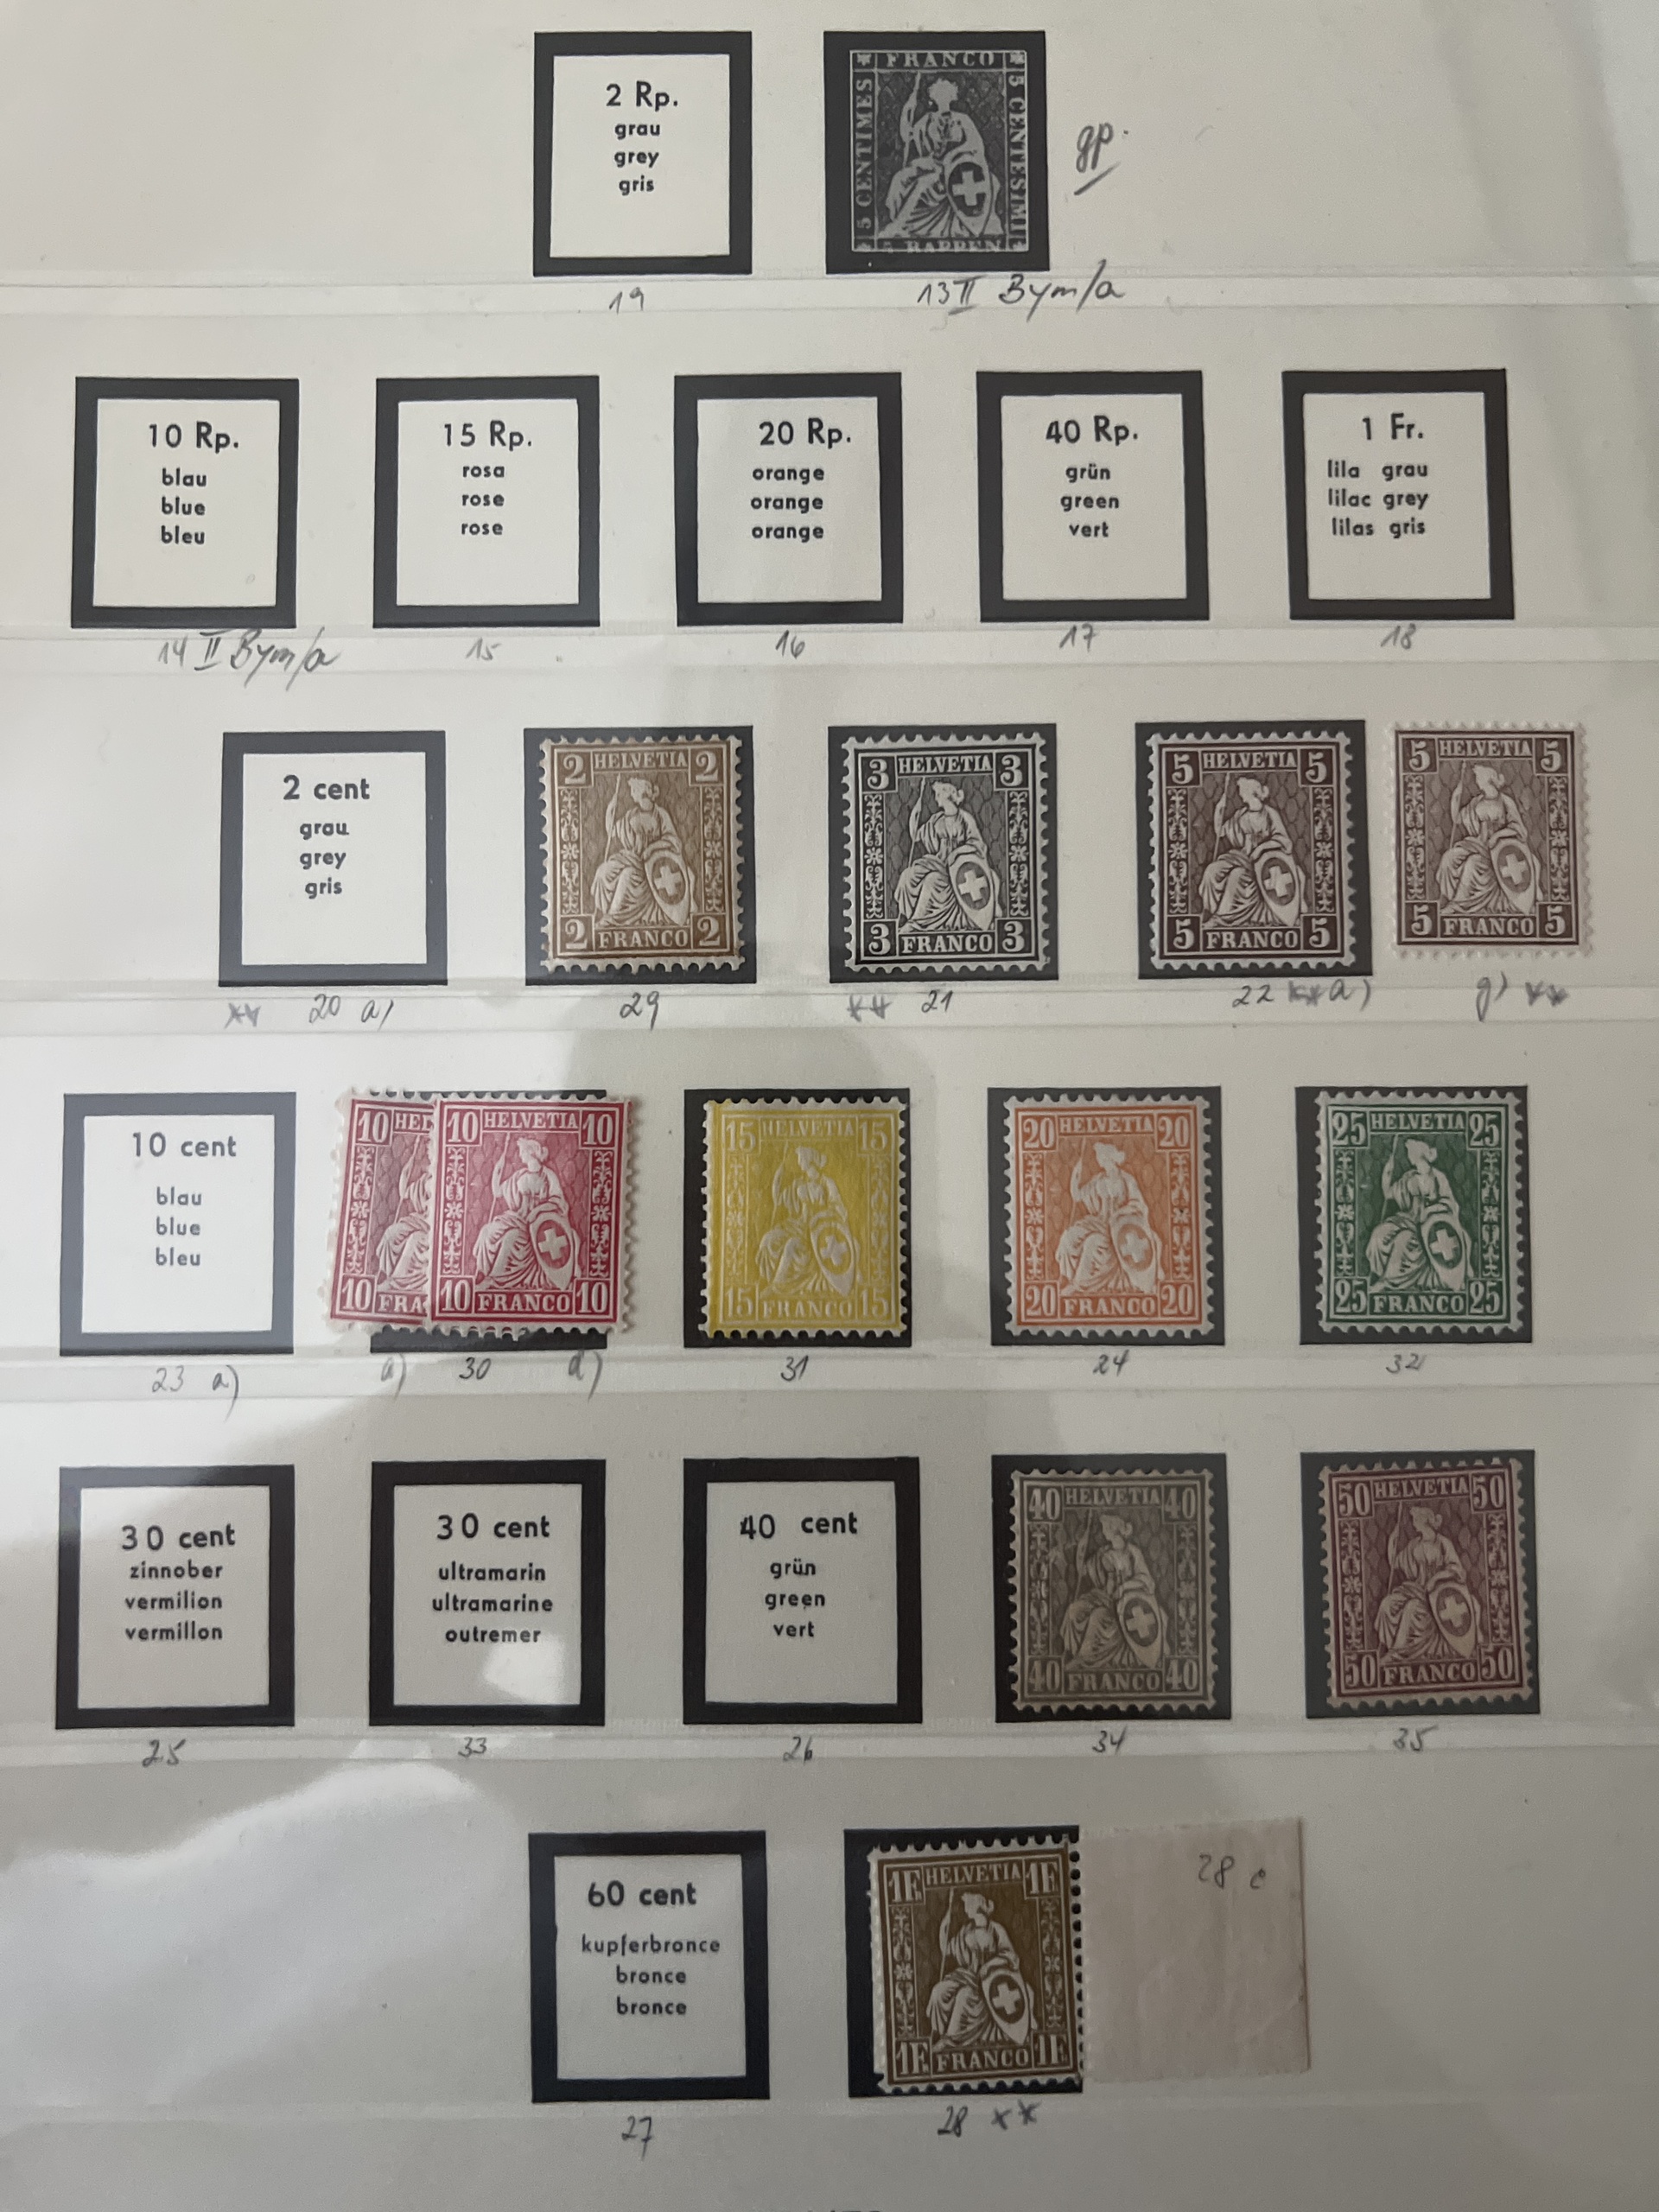 2 Rp.
grau
grey
gris
FRANCO
5 CENTIMES
5 CENTESIMI
5 RAPPEN
gp.
19
13 II Bym/a
10 Rp.
blau
blue
bleu
15 Rp.
rosa
rose
rose
20 Rp.
orange
orange
orange
40 Rp.
grün
green
vert
1 Fr.
lila grau
lilac grey
lilas gris
14 II Bym/a
15
16
17
18
2 cent
grau
grey
gris
2 HELVETIA 2
2 FRANCO 2
3 HELVETIA 3
3 FRANCO 3
5 HELVETIA 5
5 FRANCO 5
5 HELVETIA 5
5 FRANCO 5
** 20 a)
29
** 21
22 ** a)
g) **
10 cent
blau
blue
bleu
10 HEL
10 FRA
10 HELVETIA 10
10 FRANCO 10
15 HELVETIA 15
15 FRANCO 15
20 HELVETIA 20
20 FRANCO 20
25 HELVETIA 25
25 FRANCO 25
23 a)
a) 30 d)
31
24
32
30 cent
zinnober
vermilion
vermillon
30 cent
ultramarin
ultramarine
outremer
40 cent
grün
green
vert
40 HELVETIA 40
40 FRANCO 40
50 HELVETIA 50
50 FRANCO 50
25
33
26
34
35
60 cent
kupferbronce
bronce
bronce
1F HELVETIA 1F
1F FRANCO 1F
28 c
27
28 **